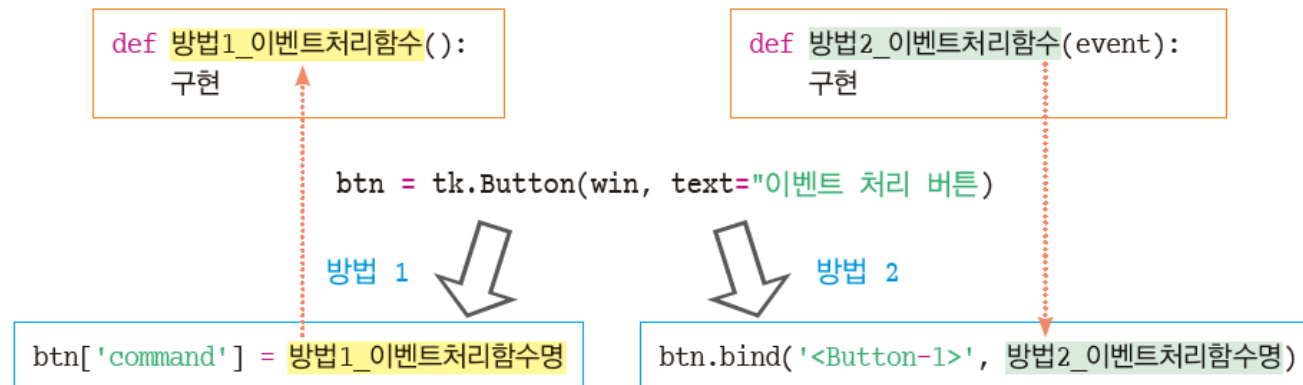 def 방법1_이벤트처리함수():
구현
def 방법2_이벤트처리함수(event):
구현
btn = tk.Button(win, text="이벤트 처리 버튼)
방법 1
방법 2
btn['command'] = 방법1_이벤트처리함수명
btn.bind('<Button-1>', 방법2_이벤트처리함수명)